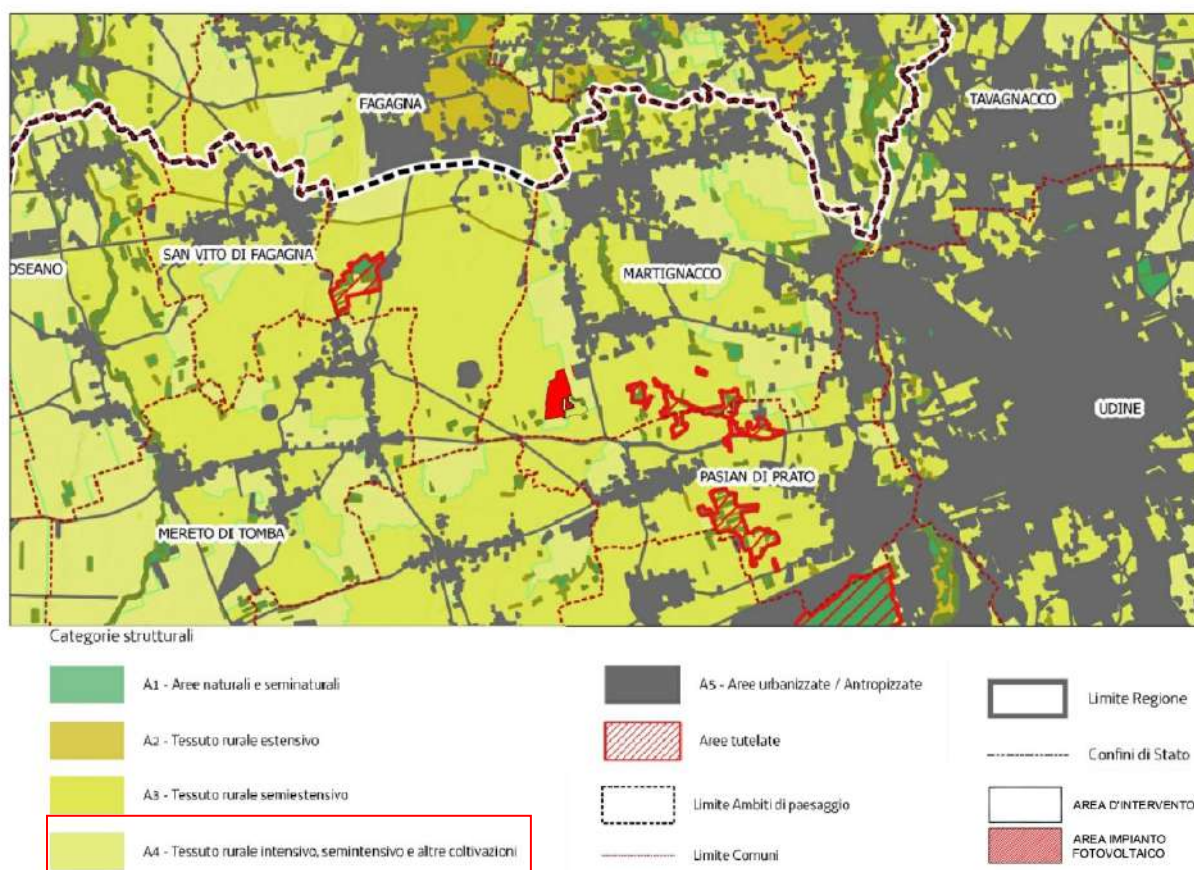 FAGAGNA
TAVAGNACCO
SAN VITO DI FAGAGNA
OSEANO
MARTIGNACCO
UDINE
PASIAN DI PRATO
MERETO DI TOMBA
Categorie strutturali
A1 - Aree naturali e seminaturali
A2 - Tessuto rurale estensivo
A3 - Tessuto rurale semiestensivo
A4 - Tessuto rurale intensivo, semintensivo e altre coltivazioni
A5 - Aree urbanizzate / Antropizzate
Aree tutelate
Limite Ambiti di paesaggio
Limite Comuni
Limite Regione
Confini di Stato
AREA D'INTERVENTO
AREA IMPIANTO
FOTOVOLTAICO